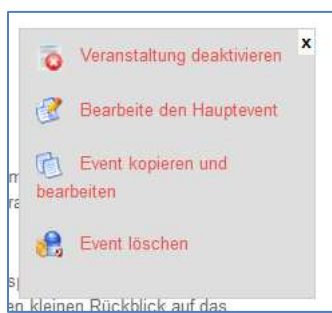 x
Veranstaltung deaktivieren
Bearbeite den Hauptevent
Event kopieren und
bearbeiten
Event löschen
en kleinen Rückblick auf das